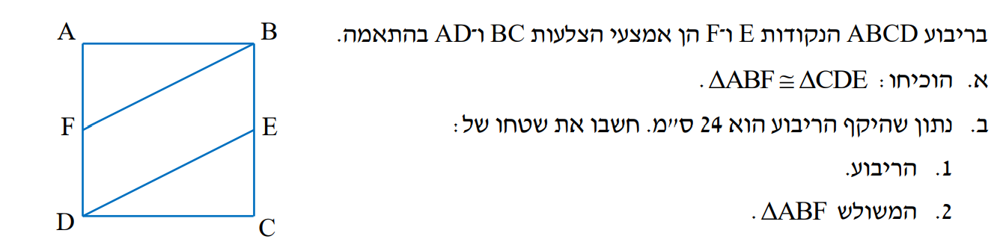 בריבוע ABCD הנקודות E ו־F הן אמצעי הצלעות BC ו־AD בהתאמה.
א. הוכיחו: ΔABF ≅ ΔCDE .
ב. נתון שהיקף הריבוע הוא 24 ס״מ. חשבו את שטחו של:
1. הריבוע.
2. המשולש ΔABF .
A B
F E
D C